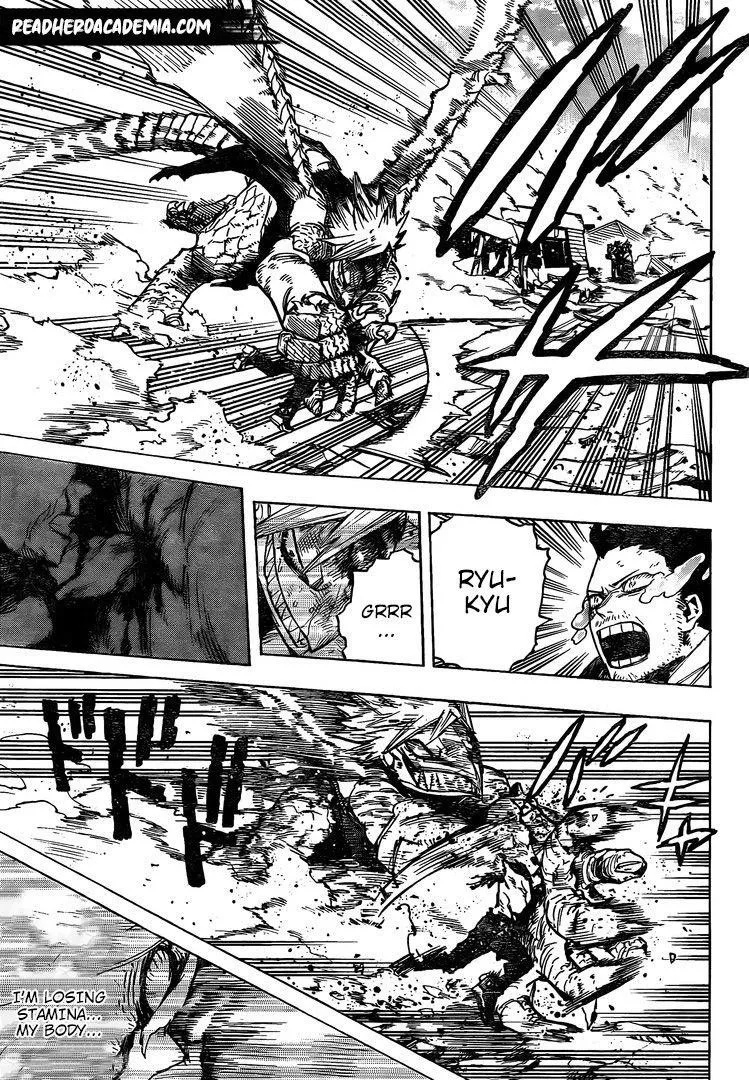 READHEROACADEMIA.COM
RYU-
KYU
GRRR
...
I'M LOSING
STAMINA...
MY BODY...